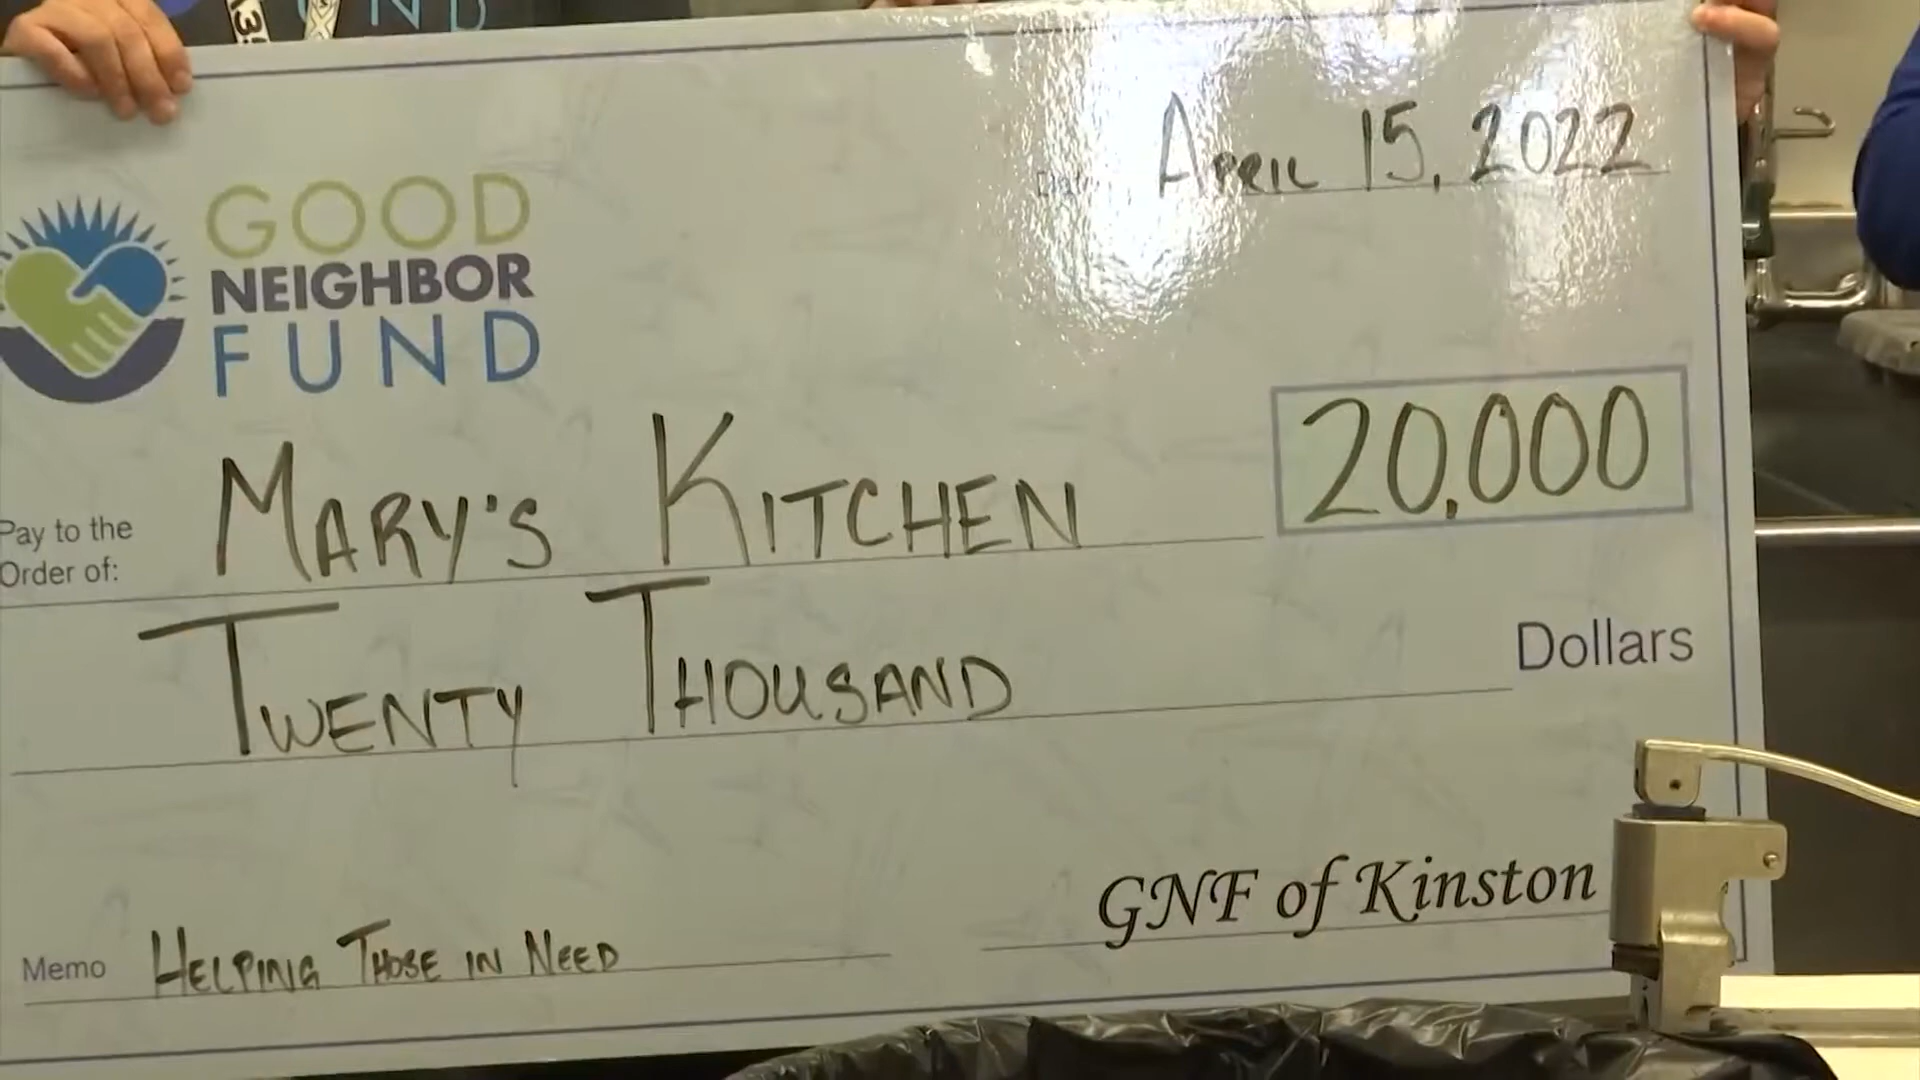 UND
GOOD
NEIGHBOR
FUND
April 15, 2022
Pay to the
Order of:
MARY'S KITCHEN
20,000
TWENTY THOUSAND
Dollars
Memo
HELPING THOSE IN NEED
GNF of Kinston